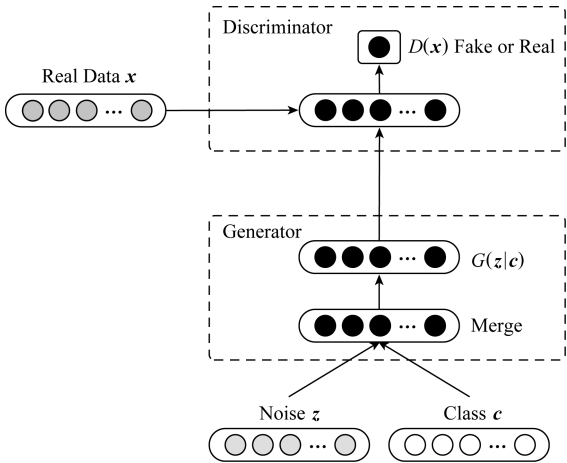 Discriminator
D(x) Fake or Real
Real Data x
...
...
Generator
...
G(z|c)
...
Merge
Noise z
Class c
...
...